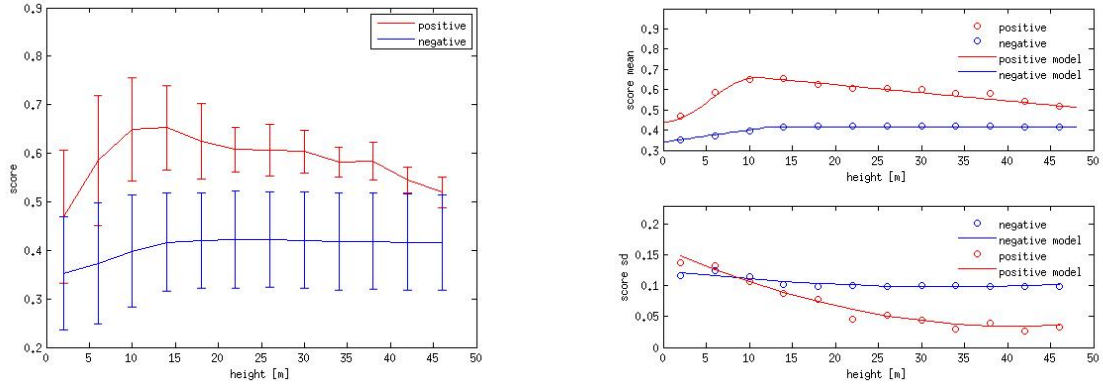 0.9
0.8
0.7
0.6
0.5
0.4
0.3
0.2
score
0 5 10 15 20 25 30 35 40 45 50
height [m]
positive
negative
0.9
0.8
0.7
0.6
0.5
0.4
0.3
score mean
0 5 10 15 20 25 30 35 40 45 50
height [m]
positive
negative
positive model
negative model
0.2
0.15
0.1
0.05
0
score sd
0 5 10 15 20 25 30 35 40 45 50
height [m]
negative
negative model
positive
positive model